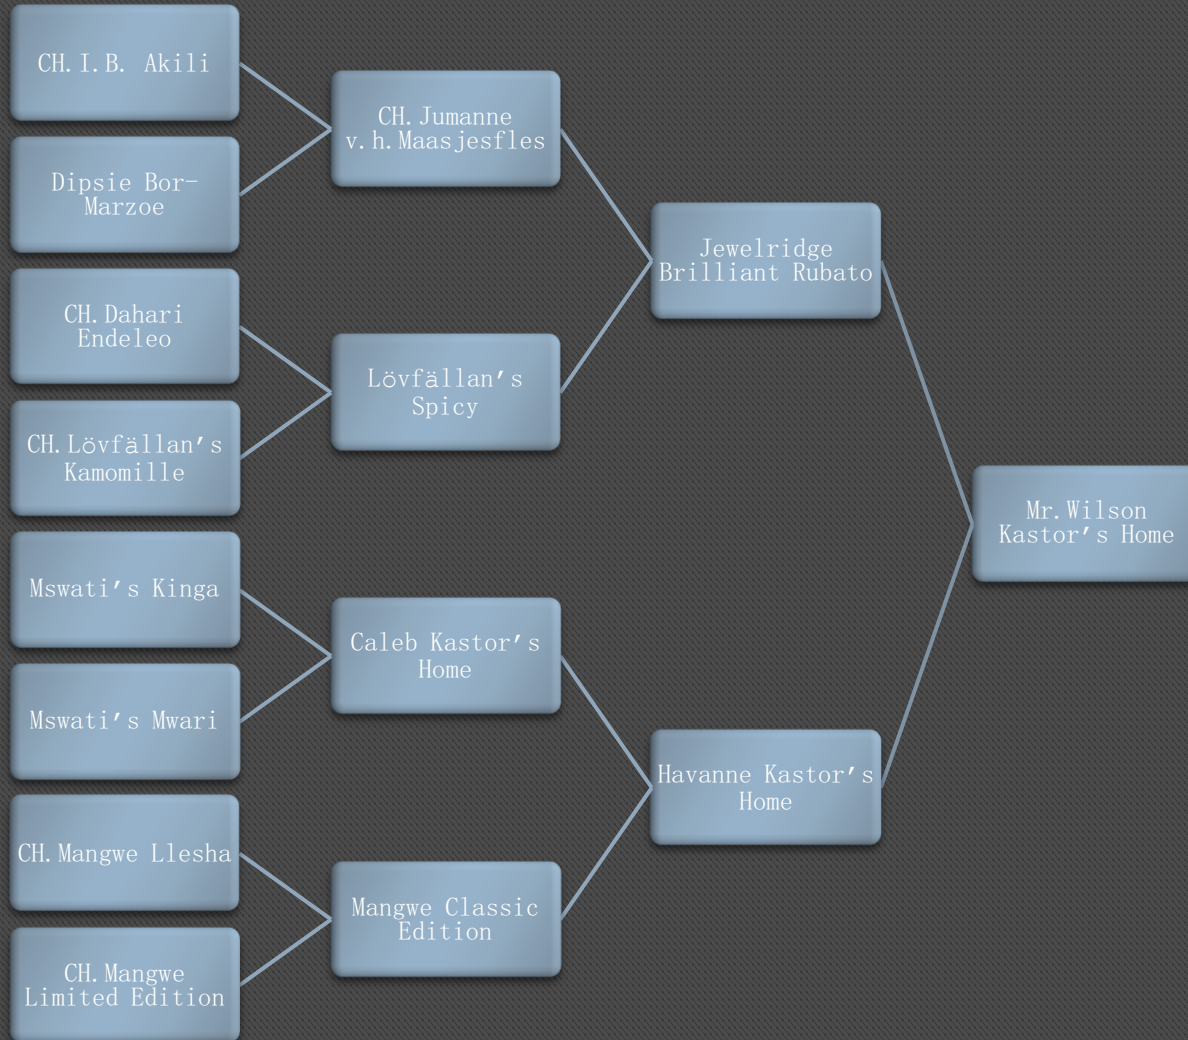 CH.I.B. Akili
Dipsie Bor-
Marzoe
CH.Dahari
Endeleo
CH.Lövfällan's
Kamomille
Mswati's Kinga
Mswati's Mwari
CH.Mangwe Llesha
CH.Mangwe
Limited Edition
CH.Jumanne
v.h.Maasjesfles
Lövfällan's
Spicy
Caleb Kastor's
Home
Mangwe Classic
Edition
Jewelridge
Brilliant Rubato
Havanne Kastor's
Home
Mr.Wilson
Kastor's Home